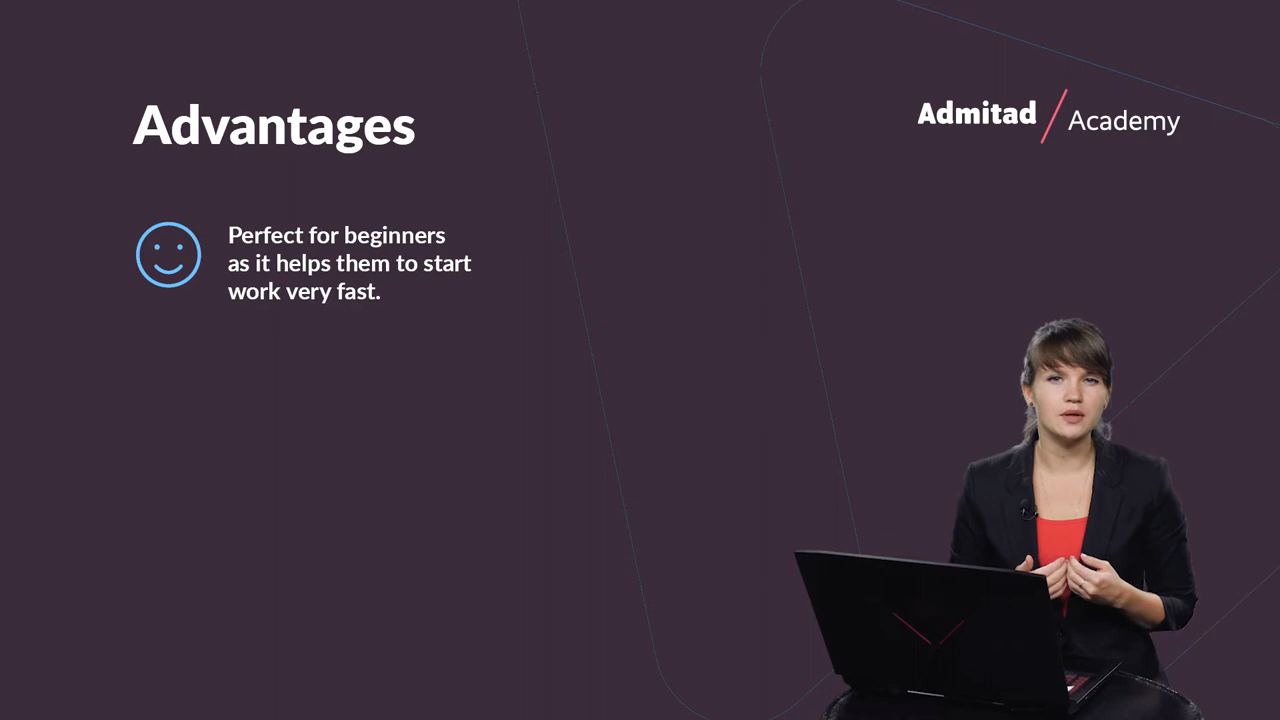 Advantages
Admitad / Academy
Perfect for beginners
as it helps them to start
work very fast.